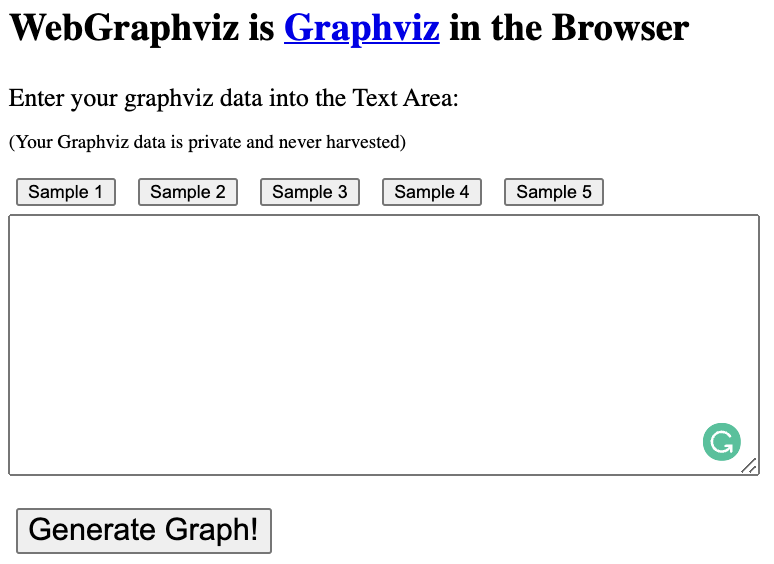 WebGraphviz is Graphviz in the Browser
Enter your graphviz data into the Text Area:
(Your Graphviz data is private and never harvested)
Sample 1 Sample 2 Sample 3 Sample 4 Sample 5
Generate Graph!